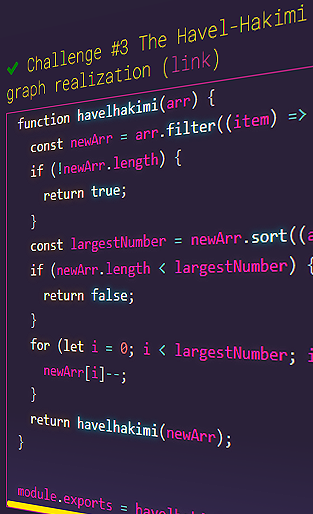 ✔ Challenge #3 The Havel-Hakimi
graph realization (link)
function havelhakimi(arr) {
const newArr = arr.filter((item) =>
if (!newArr.length) {
return true;
}
const largestNumber = newArr.sort((a
if (newArr.length < largestNumber) {
return false;
}
for (let i = 0; i < largestNumber; i
newArr[i]--;
}
return havelhakimi(newArr);
}
module.exports =